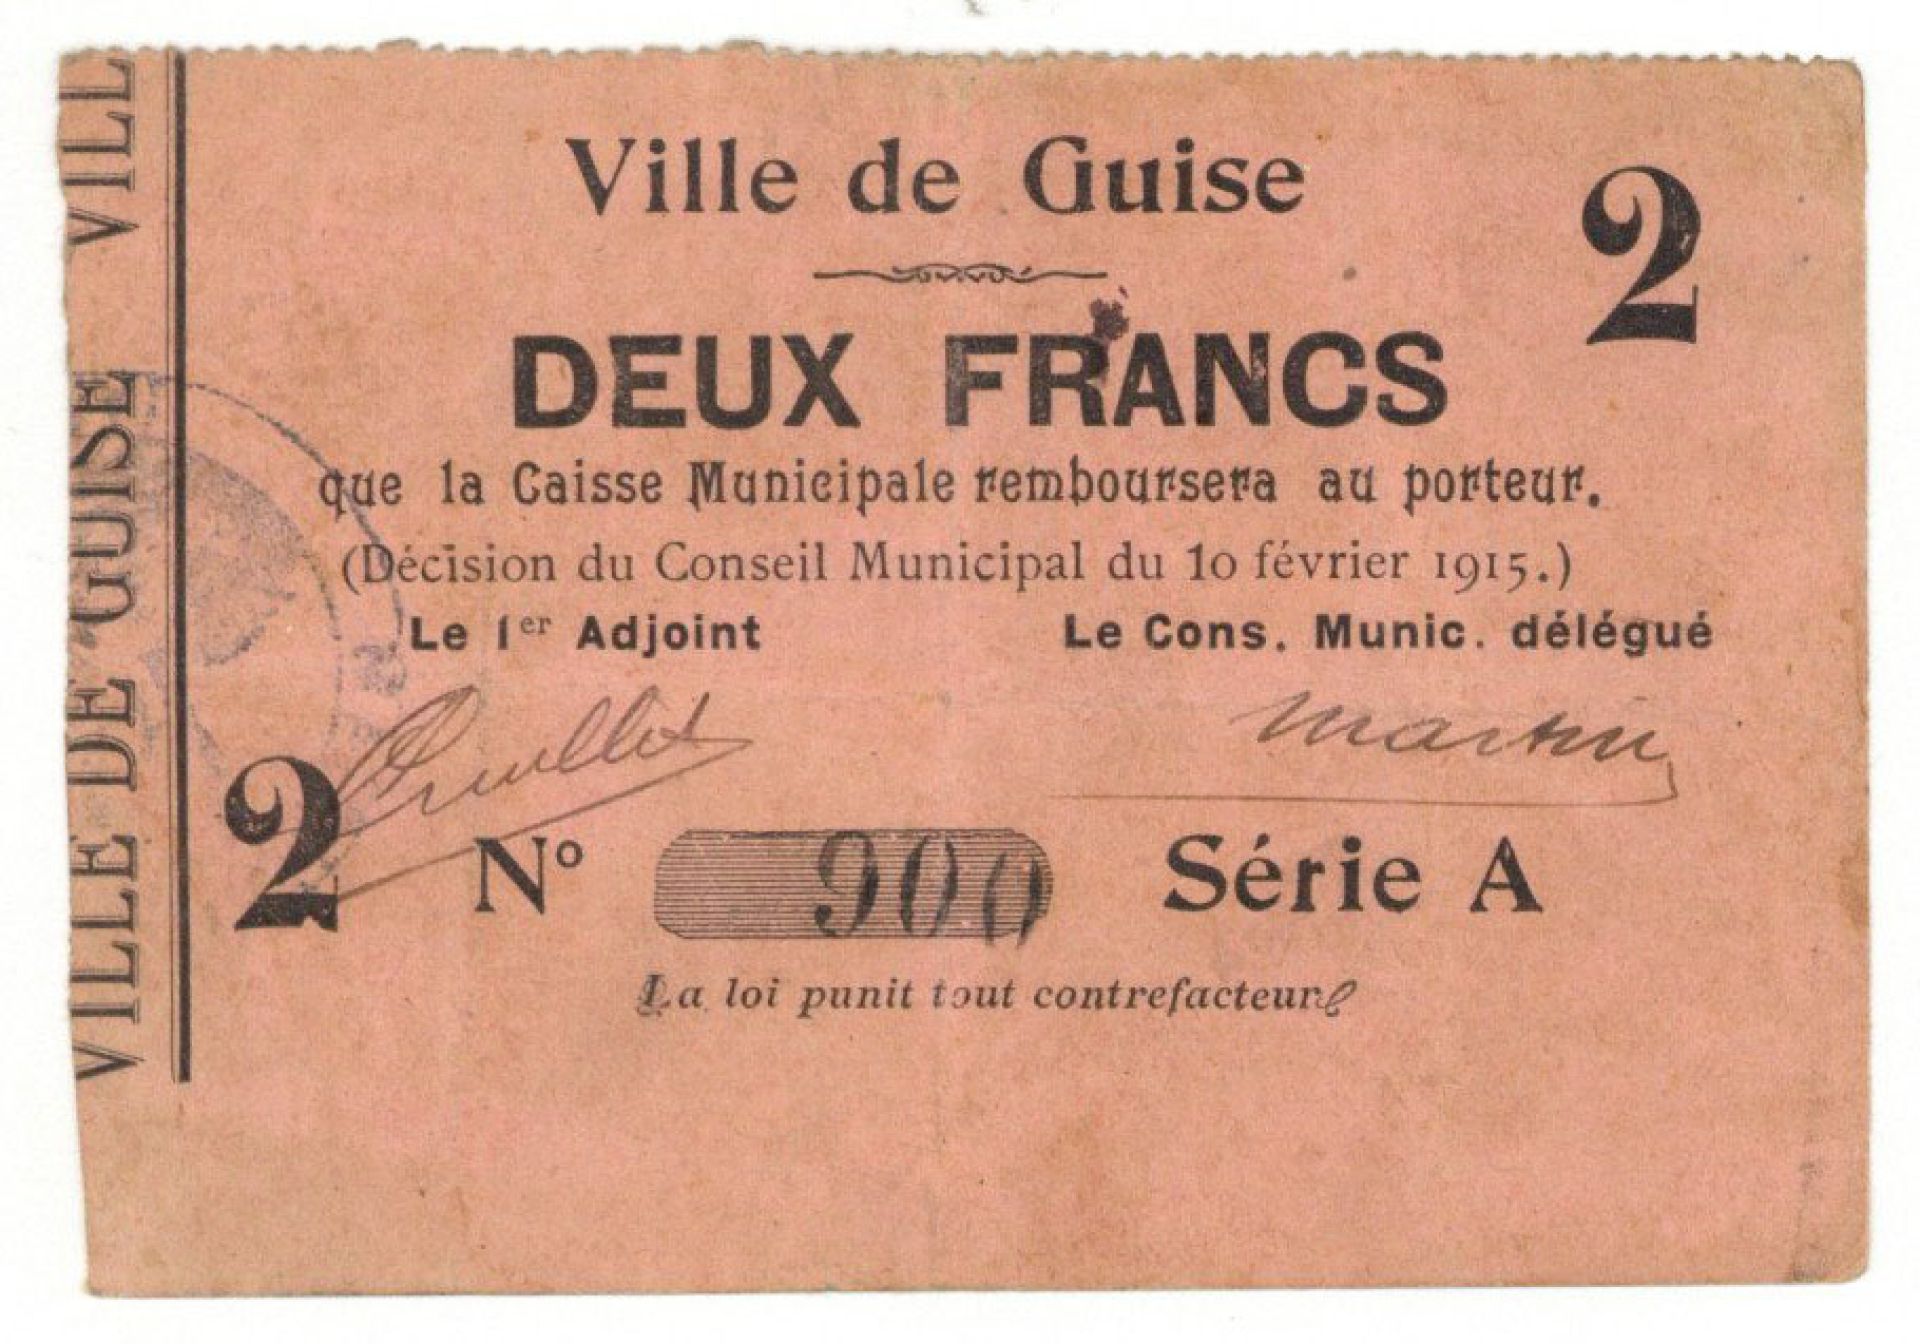 Ville de Guise
2
DEUX FRANCS
que la Caisse Municipale remboursera au porteur.
(Décision du Conseil Municipal du 10 février 1915.)
Le 1er Adjoint Le Cons. Munic. délégué
Martin
2 No 900 Série A
La loi punit tout contrefacteur
VILLE DE GUISE VILL